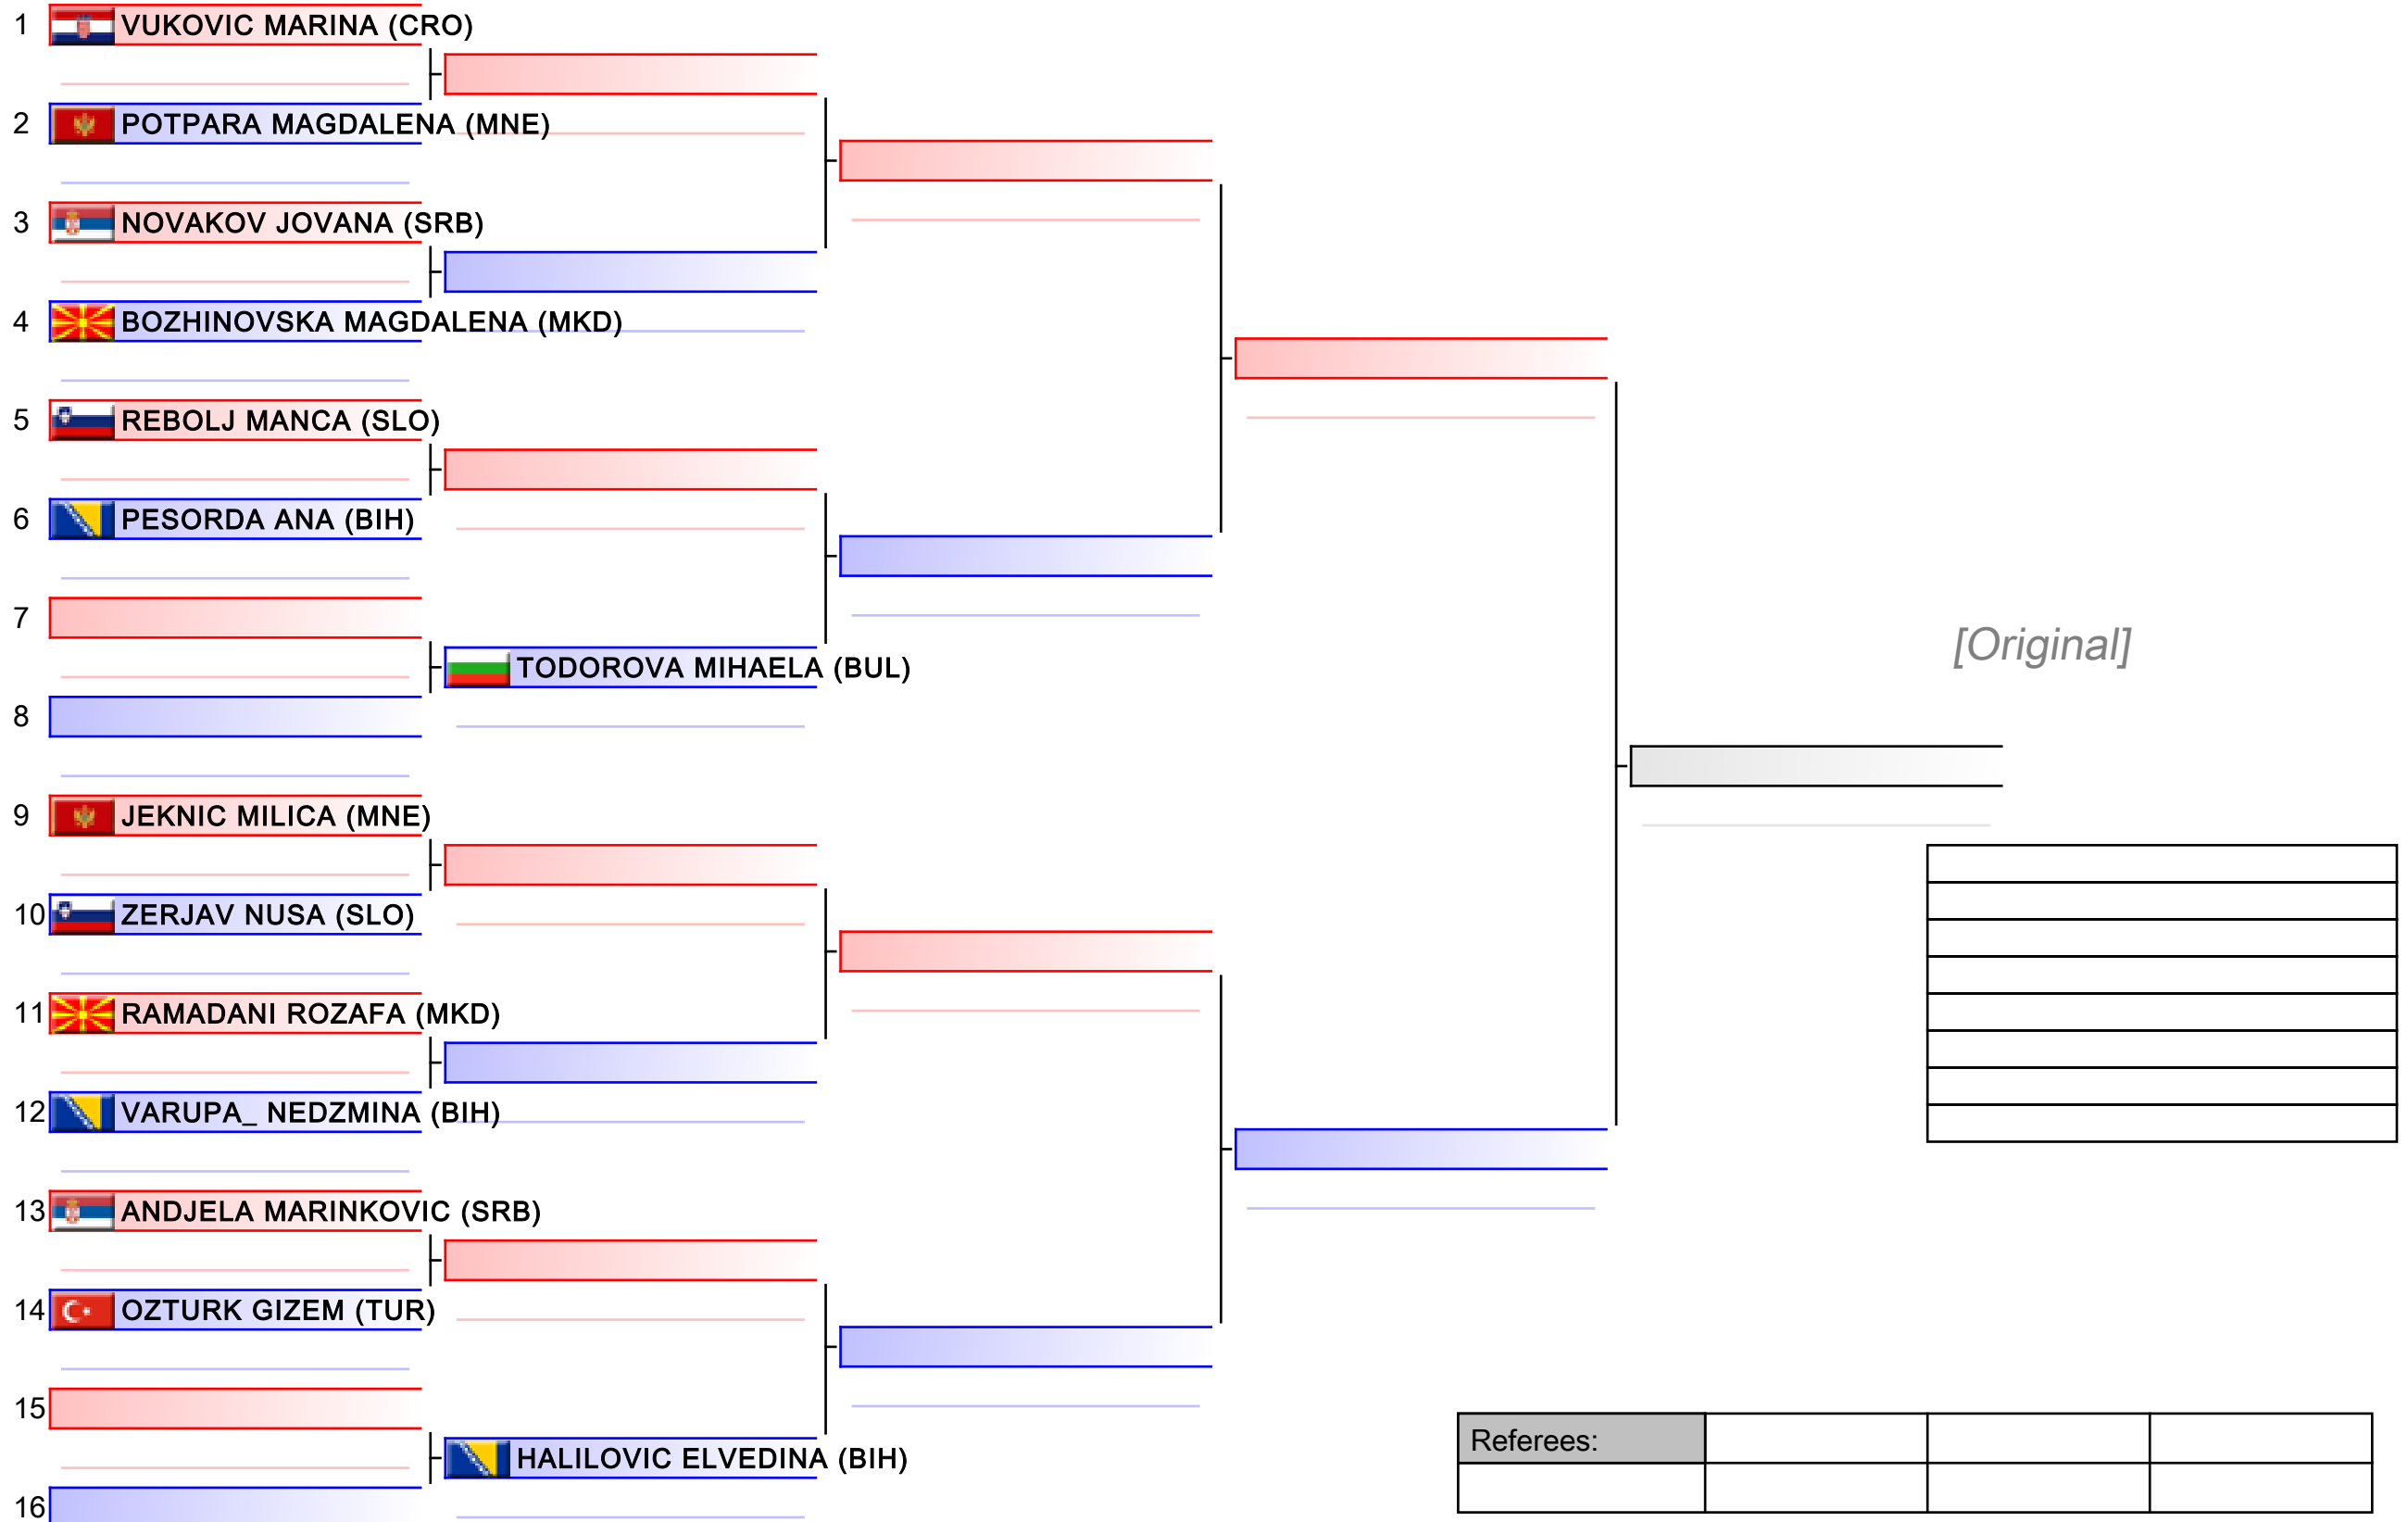 1 VUKOVIC MARINA (CRO)
2 POTPARA MAGDALENA (MNE)
3 NOVAKOV JOVANA (SRB)
4 BOZHINOVSKA MAGDALENA (MKD)
5 REBOLJ MANCA (SLO)
6 PESORDA ANA (BIH)
7
[Original]
TODOROVA MIHAELA (BUL)
8
9 JEKNIC MILICA (MNE)
10 ZERJAV NUSA (SLO)
11 RAMADANI ROZAFA (MKD)
12 VARUPA_ NEDZMINA (BIH)
13 ANDJELA MARINKOVIC (SRB)
14 OZTURK GIZEM (TUR)
15
Referees:
HALILOVIC ELVEDINA (BIH)
16